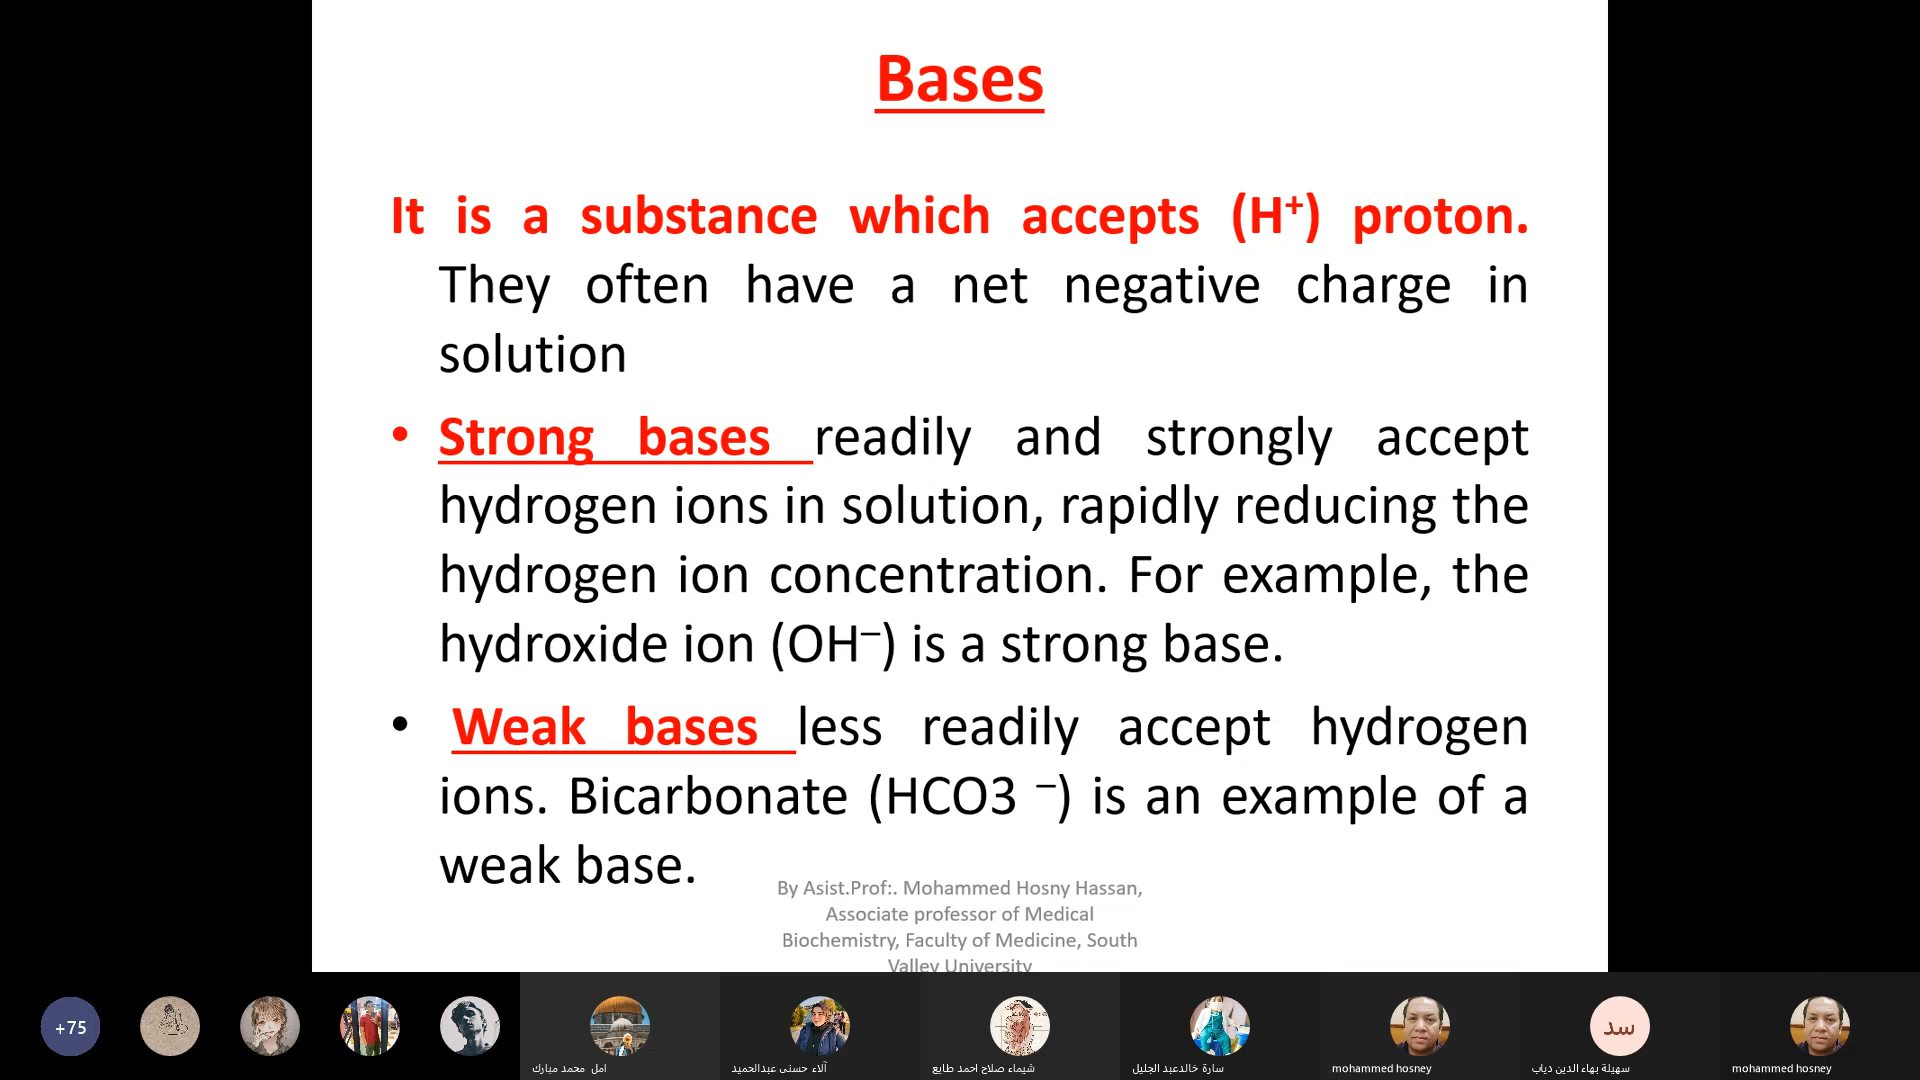 Bases
It is a substance which accepts (H⁺) proton.
They often have a net negative charge in
solution
• Strong bases readily and strongly accept
hydrogen ions in solution, rapidly reducing the
hydrogen ion concentration. For example, the
hydroxide ion (OH⁻) is a strong base.
• Weak bases less readily accept hydrogen
ions. Bicarbonate (HCO3 ⁻) is an example of a
weak base.
By Asist.Prof:. Mohammed Hosny Hassan,
Associate professor of Medical
Biochemistry, Faculty of Medicine, South
Valley University
+75
امل محمد مبارك
آلاء حسنى عبدالحميد
شيماء صلاح احمد طايع
سارة خالدعبد الجليل
mohammed hosney
سد
سهيلة بهاء الدين دياب
mohammed hosney